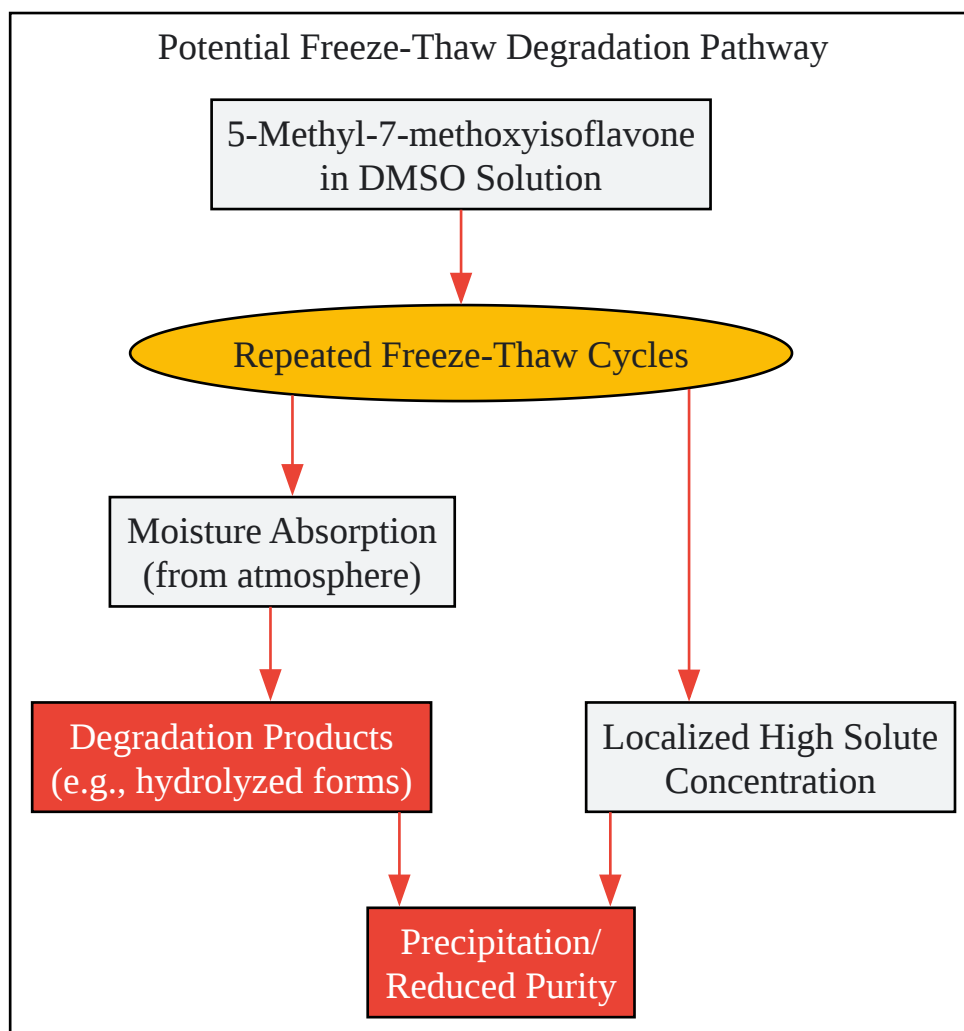 Potential Freeze-Thaw Degradation Pathway
5-Methyl-7-methoxyisoflavone
in DMSO Solution
Repeated Freeze-Thaw Cycles
Moisture Absorption
(from atmosphere)
Degradation Products
(e.g., hydrolyzed forms)
Localized High Solute
Concentration
Precipitation/
Reduced Purity